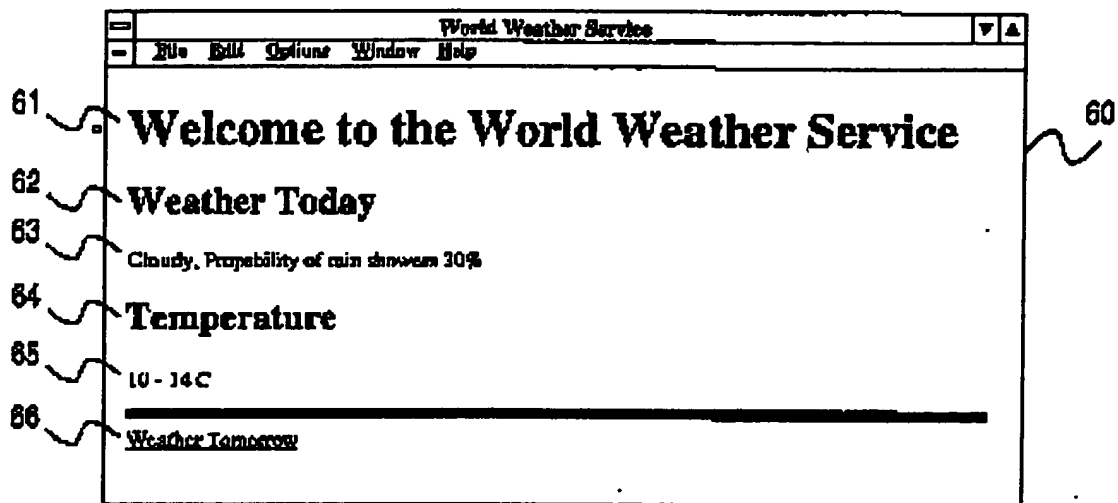 World Weather Service
File Edit Options Window Help
61 Welcome to the World Weather Service 60
62 Weather Today
63 Cloudy, Propability of rain showers 30%
64 Temperature
65 10 - 14 C
66 Weather Tomorrow